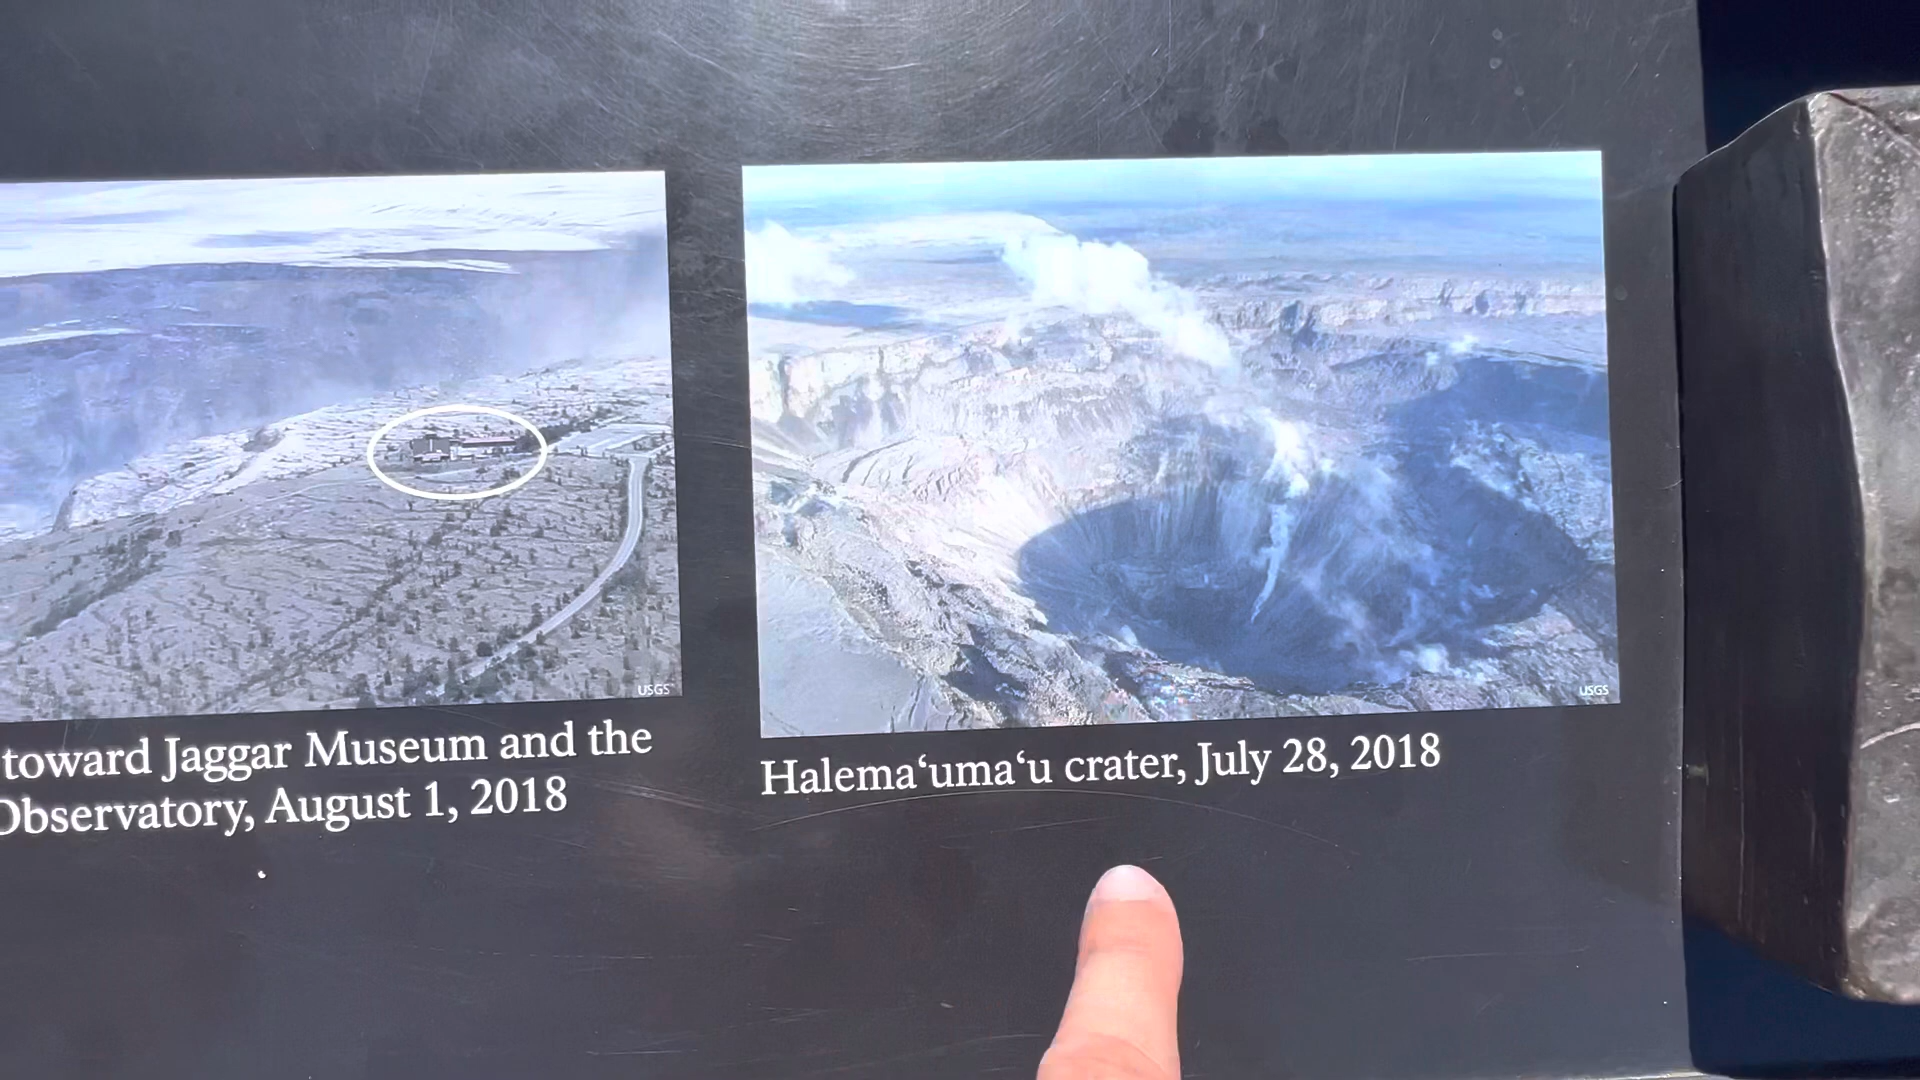 USGS
toward Jaggar Museum and the
Observatory, August 1, 2018
USGS
Halemaʻumaʻu crater, July 28, 2018